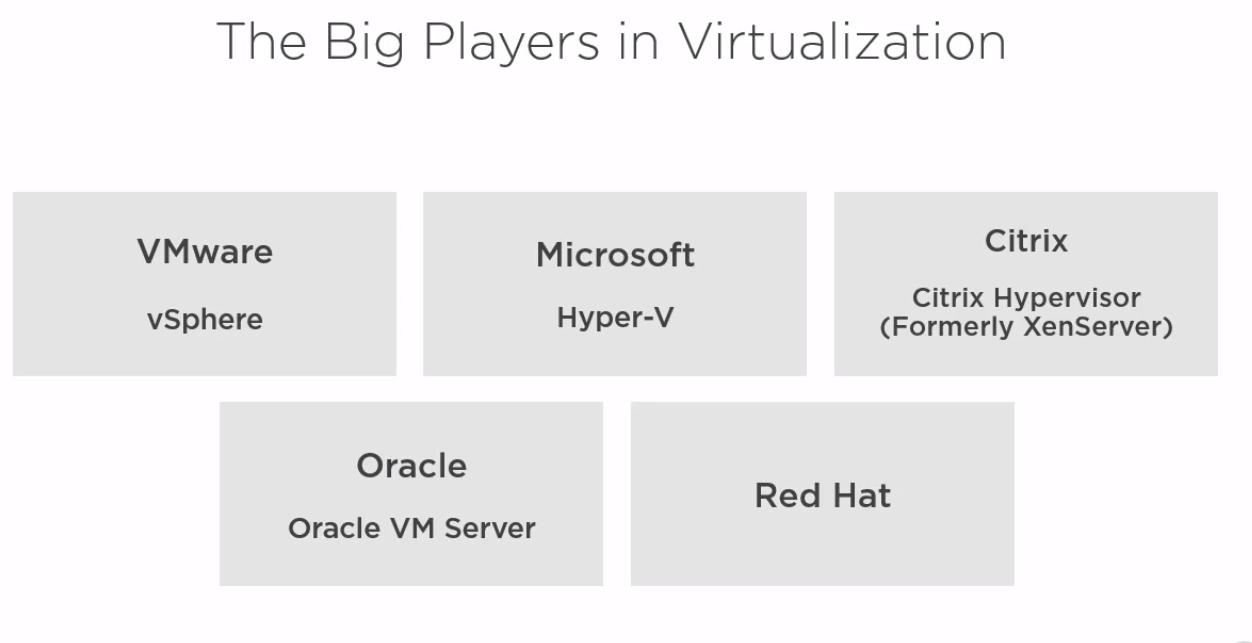 The Big Players in Virtualization
VMware
vSphere
Microsoft
Hyper-V
Citrix
Citrix Hypervisor
(Formerly XenServer)
Oracle
Oracle VM Server
Red Hat